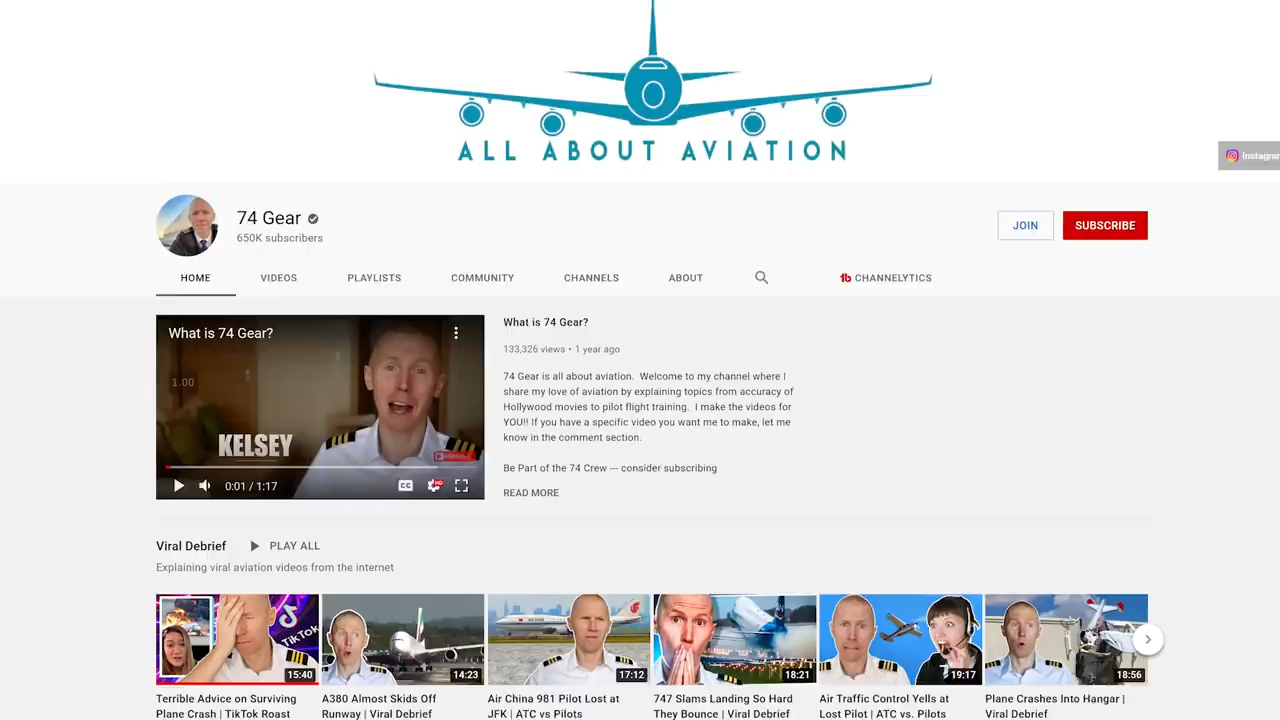 ALL ABOUT AVIATION
74 Gear
650K subscribers
JOIN
SUBSCRIBE
HOME
VIDEOS
PLAYLISTS
COMMUNITY
CHANNELS
ABOUT
CHANNELYTICS
What is 74 Gear?
1.00
KELSEY
0:01 / 1:17
CC
HD
What is 74 Gear?
133,326 views • 1 year ago
74 Gear is all about aviation. Welcome to my channel where I
share my love of aviation by explaining topics from accuracy of
Hollywood movies to pilot flight training. I make the videos for
YOU!! If you have a specific video you want me to make, let me
know in the comment section.
Be Part of the 74 Crew --- consider subscribing
READ MORE
Viral Debrief
PLAY ALL
Explaining viral aviation videos from the internet
TikTok
15:40
14:23
17:12
18:21
19:17
18:56
Terrible Advice on Surviving
Plane Crash | TikTok Roast
A380 Almost Skids Off
Runway | Viral Debrief
Air China 981 Pilot Lost at
JFK | ATC vs Pilots
747 Slams Landing So Hard
They Bounce | Viral Debrief
Air Traffic Control Yells at
Lost Pilot | ATC vs. Pilots
Plane Crashes Into Hangar |
Viral Debrief